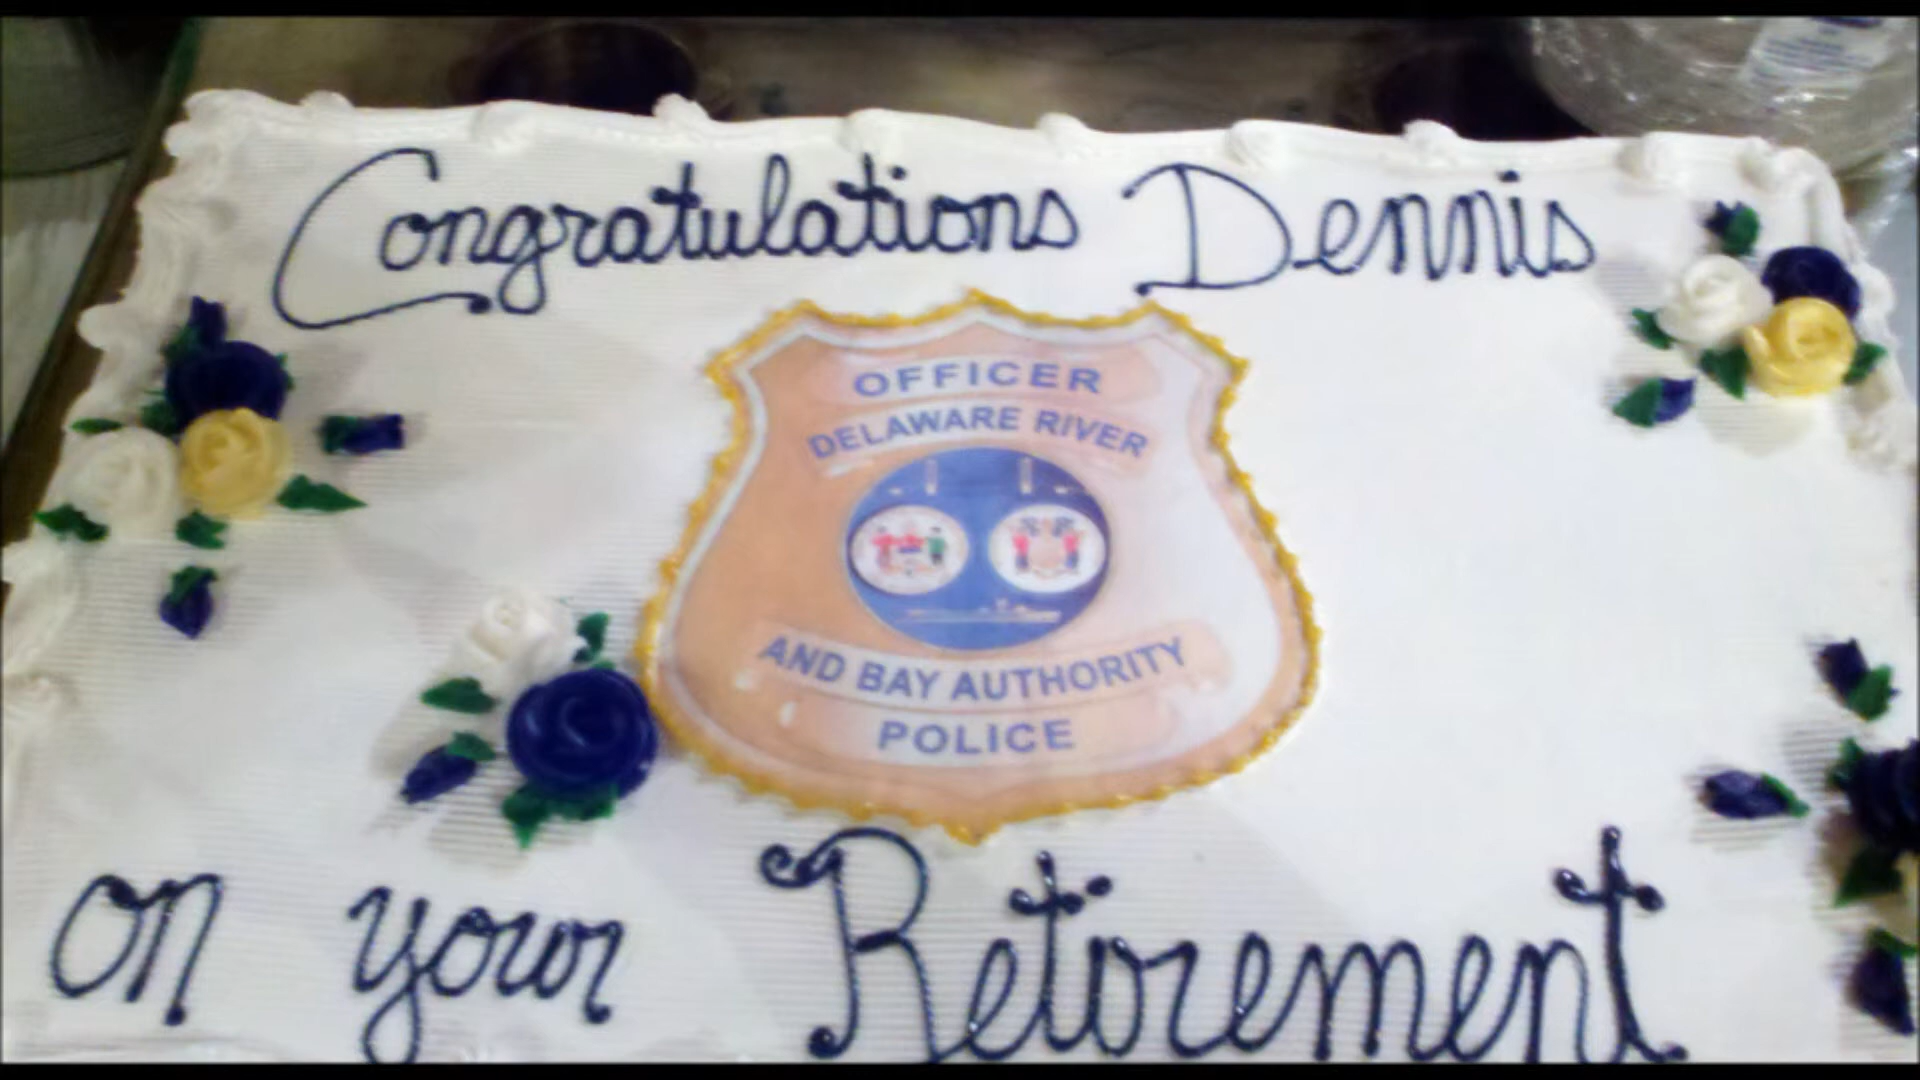 Congratulations Dennis
OFFICER
DELAWARE RIVER
AND BAY AUTHORITY
POLICE
on your Retirement